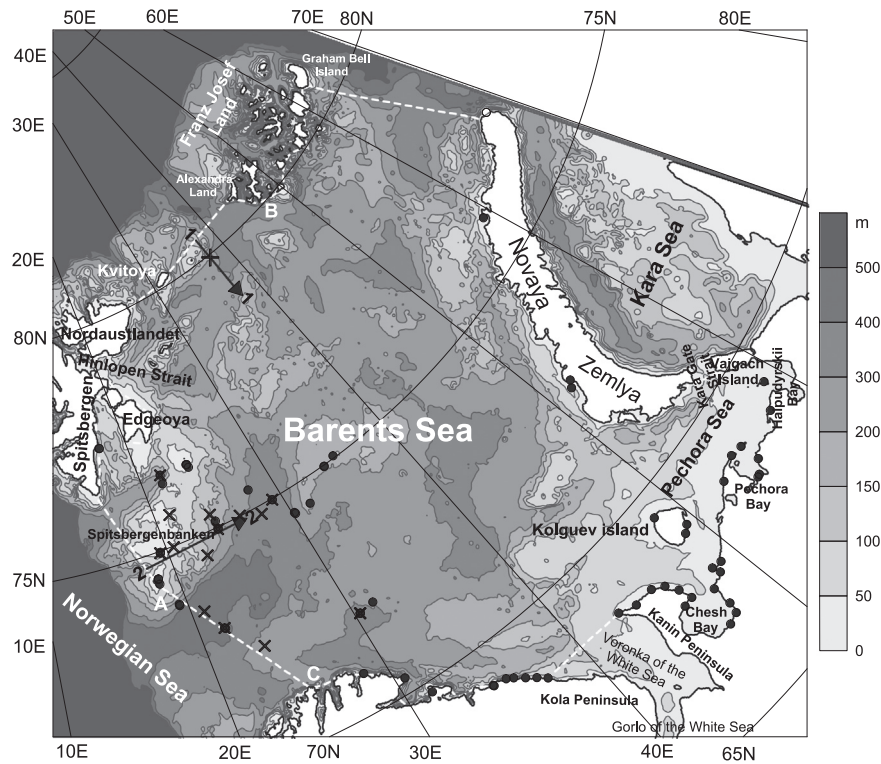 50E
60E
70E
80N
75N
80E
40E
30E
20E
80N
75N
10E
Graham Bell
Island
Franz Josef
Land
Alexandra
Land
B
1
1
Kvitoya
Nordaustlandet
Hinlopen Strait
Spitsbergen
Edgeoya
Novaya
Zemlya
Kara Sea
Kara Gate
Strait
Vaigach
Island
Haipudyrskii
Bay
Barents Sea
Pechora Sea
Pechora
Bay
Kolguev island
Spitsbergenbanken
2
2
A
Norwegian Sea
C
Chesh
Bay
Kanin Peninsula
Voronka of the
White Sea
Kola Peninsula
Gorlo of the White Sea
10E
20E
70N
30E
40E
65N
m
500
400
300
200
150
100
50
0